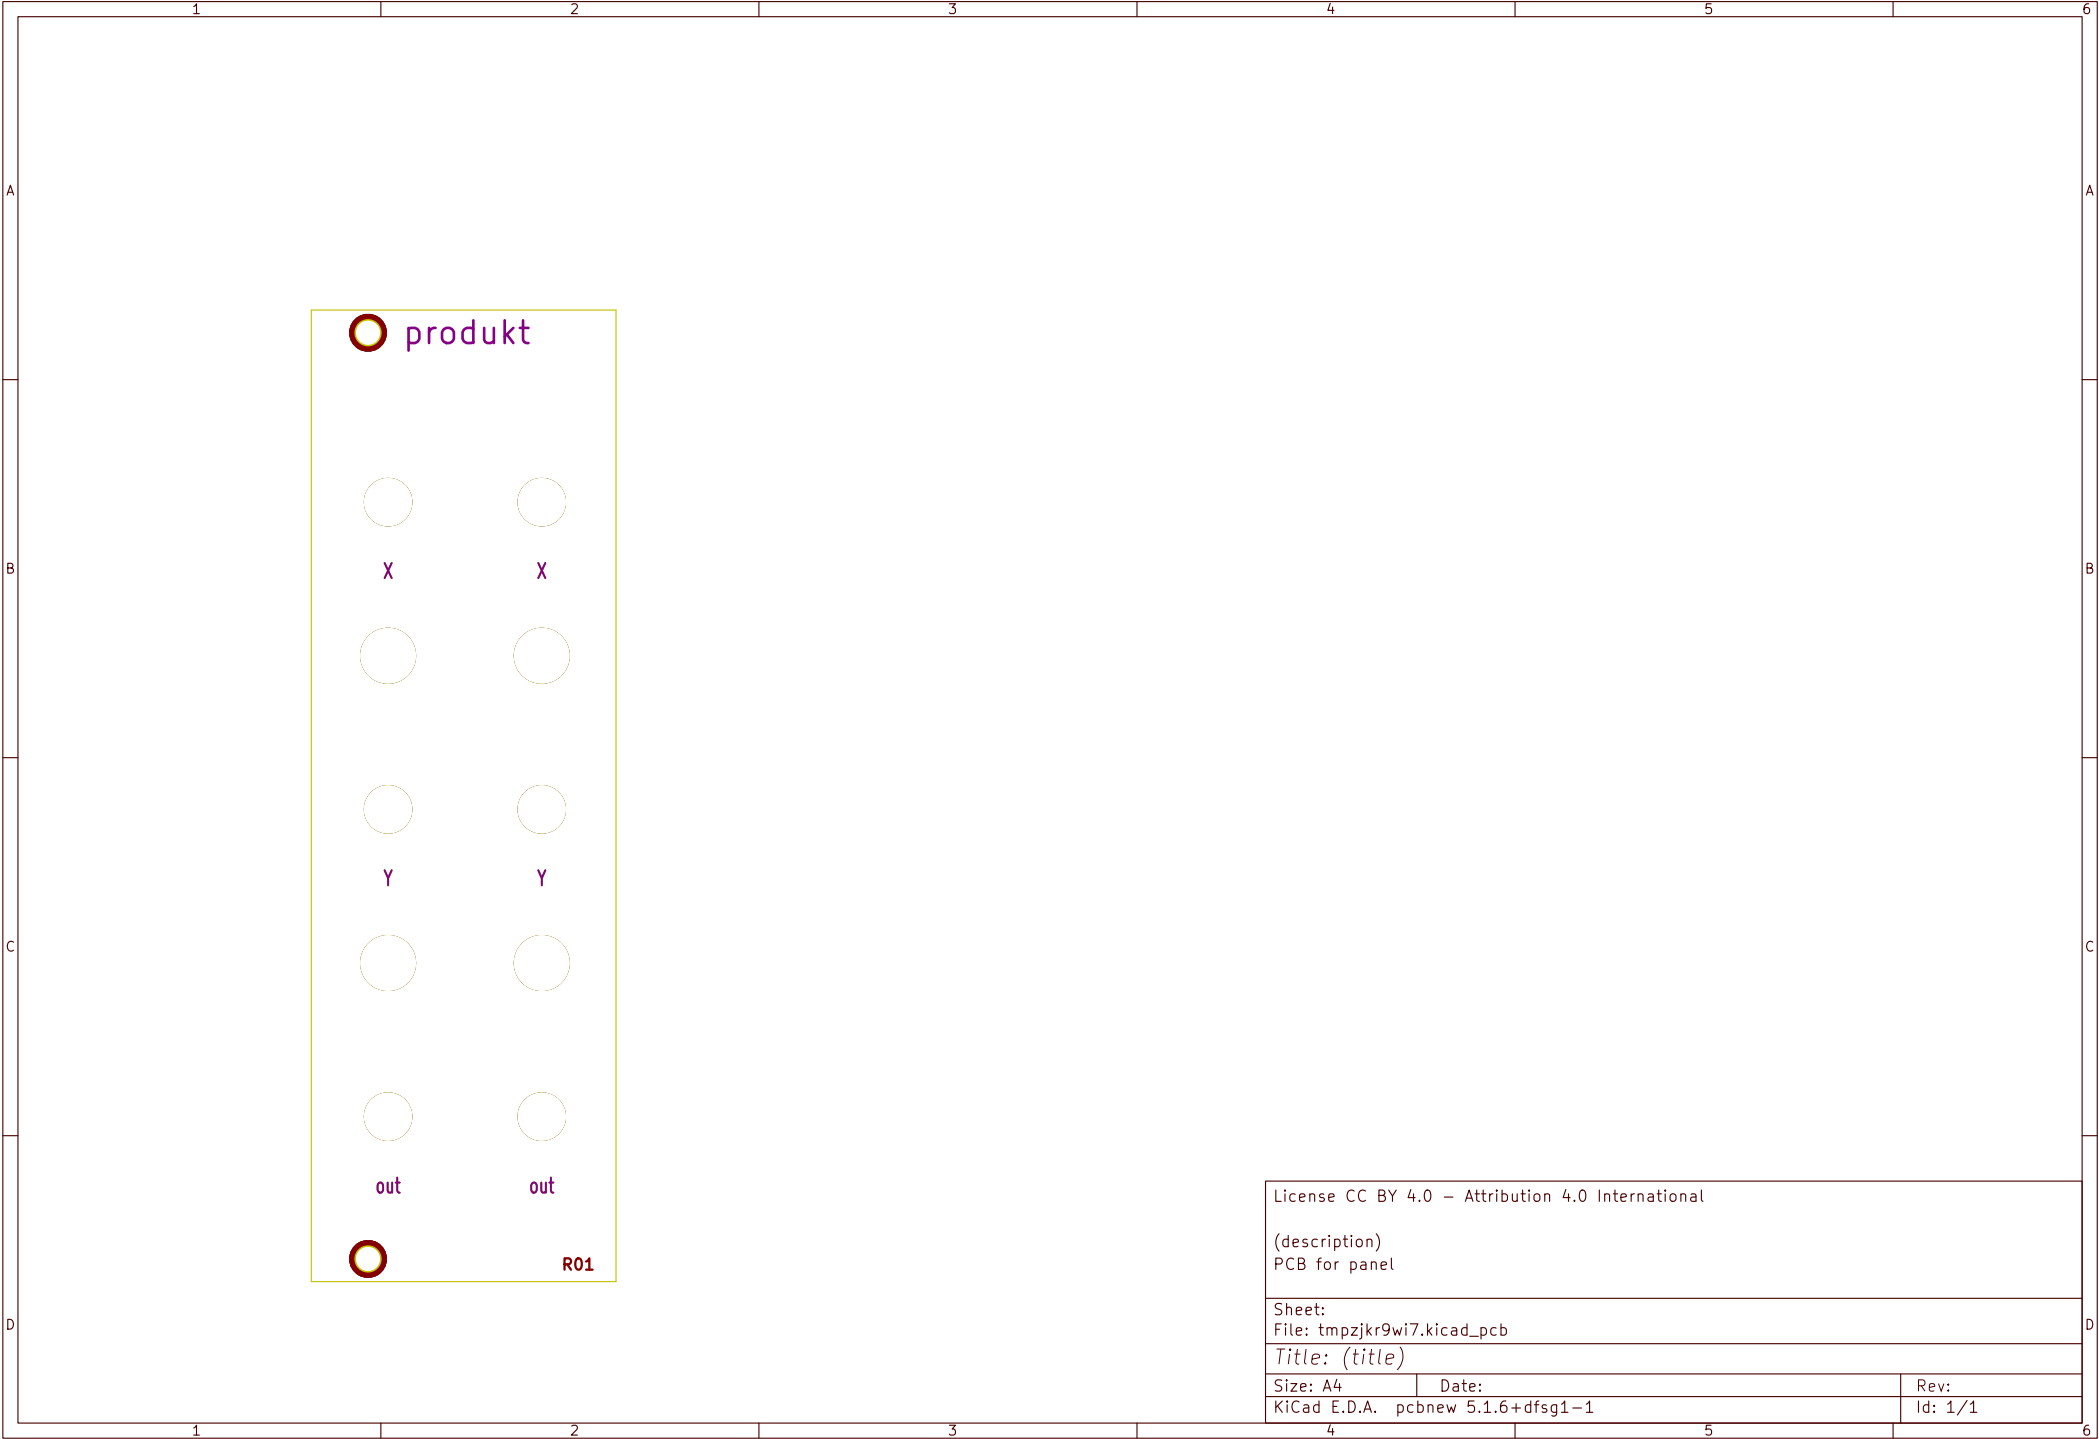 1 2 3 4 5 6
A A
produkt
X X
B B
Y Y
C C
out out
License CC BY 4.0 – Attribution 4.0 International
(description)
PCB for panel
R01
Sheet:
D D
File: tmpzjkr9wi7.kicad_pcb
Title: (title)
Size: A4 Date: Rev:
KiCad E.D.A. pcbnew 5.1.6+dfsg1-1 Id: 1/1
1 2 3 4 5 6